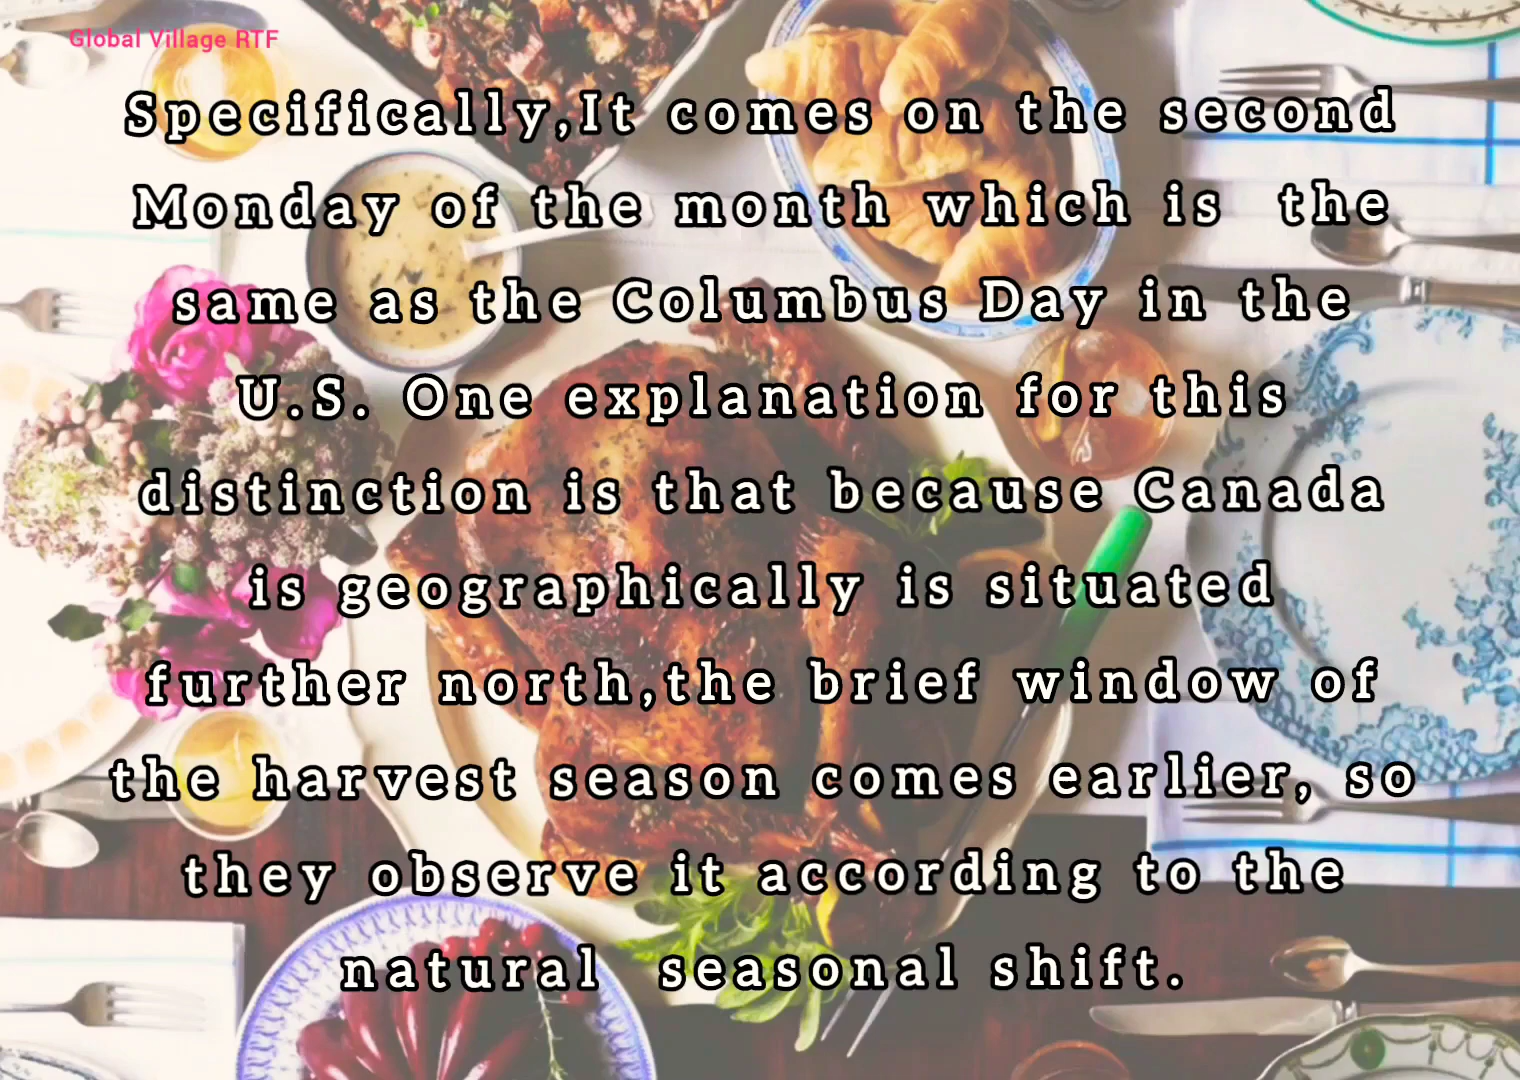 Global Village RTF
Specifically,It comes on the second
Monday of the month which is the
same as the Columbus Day in the
U.S. One explanation for this
distinction is that because Canada
is geographically is situated
further north,the brief window of
the harvest season comes earlier, so
they observe it according to the
natural seasonal shift.